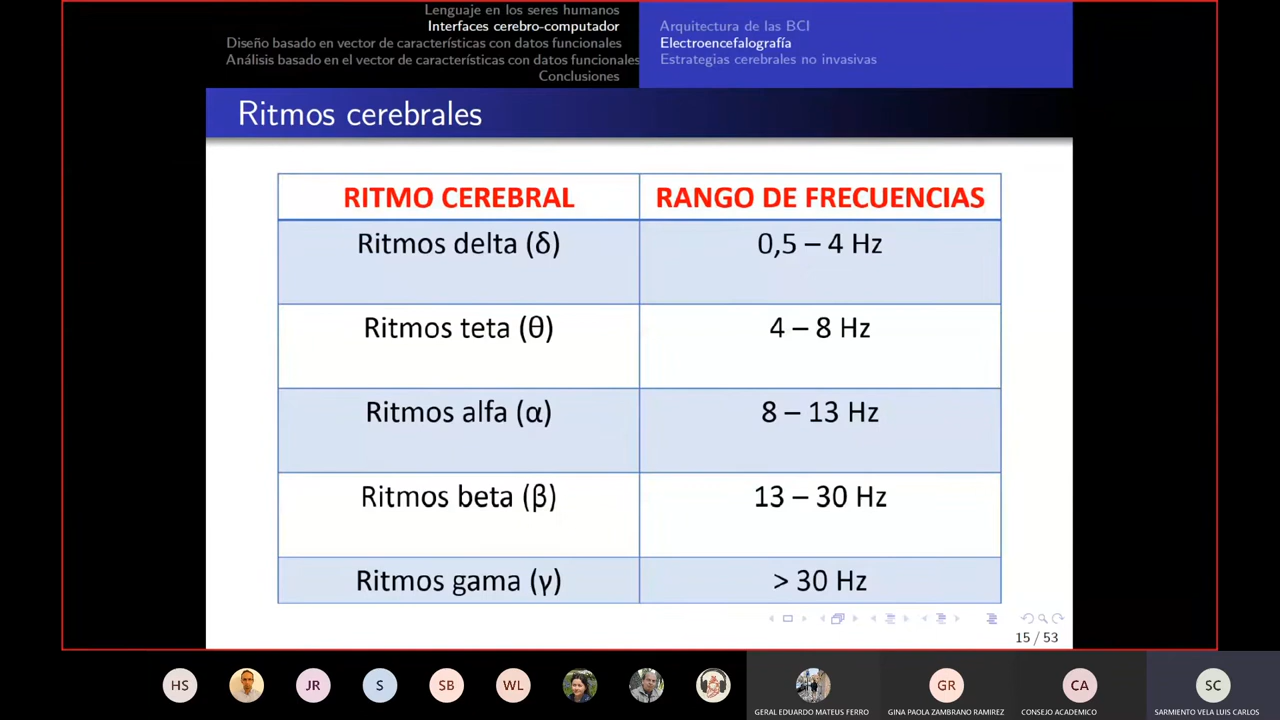 Lenguaje en los seres humanos
Interfaces cerebro-computador
Diseño basado en vector de características con datos funcionales
Análisis basado en el vector de características con datos funcionales
Conclusiones
Arquitectura de las BCI
Electroencefalografía
Estrategias cerebrales no invasivas
Ritmos cerebrales
RITMO CEREBRAL RANGO DE FRECUENCIAS
Ritmos delta (δ) 0,5 – 4 Hz
Ritmos teta (θ) 4 – 8 Hz
Ritmos alfa (α) 8 – 13 Hz
Ritmos beta (β) 13 – 30 Hz
Ritmos gama (γ) > 30 Hz
15 / 53
HS JR S SB WL GR CA SC
GERAL EDUARDO MATEUS FERRO GINA PAOLA ZAMBRANO RAMIREZ CONSEJO ACADEMICO SARMIENTO VELA LUIS CARLOS